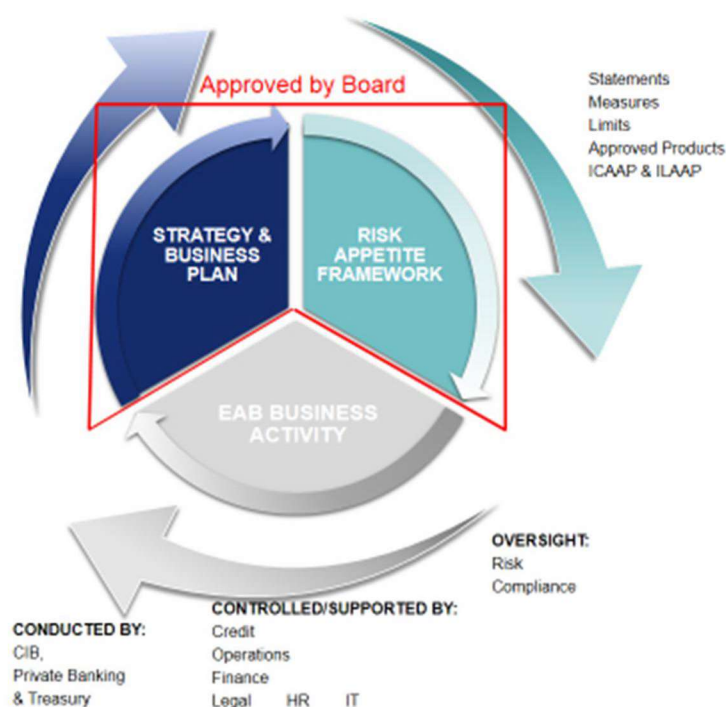 Approved by Board
Statements
Measures
Limits
Approved Products
ICAAP & ILAAP
STRATEGY &
BUSINESS
PLAN
RISK
APPETITE
FRAMEWORK
EAB BUSINESS
ACTIVITY
OVERSIGHT:
Risk
Compliance
CONTROLLED/SUPPORTED BY:
Credit
Operations
Finance
Legal HR IT
CONDUCTED BY:
CIB,
Private Banking
& Treasury